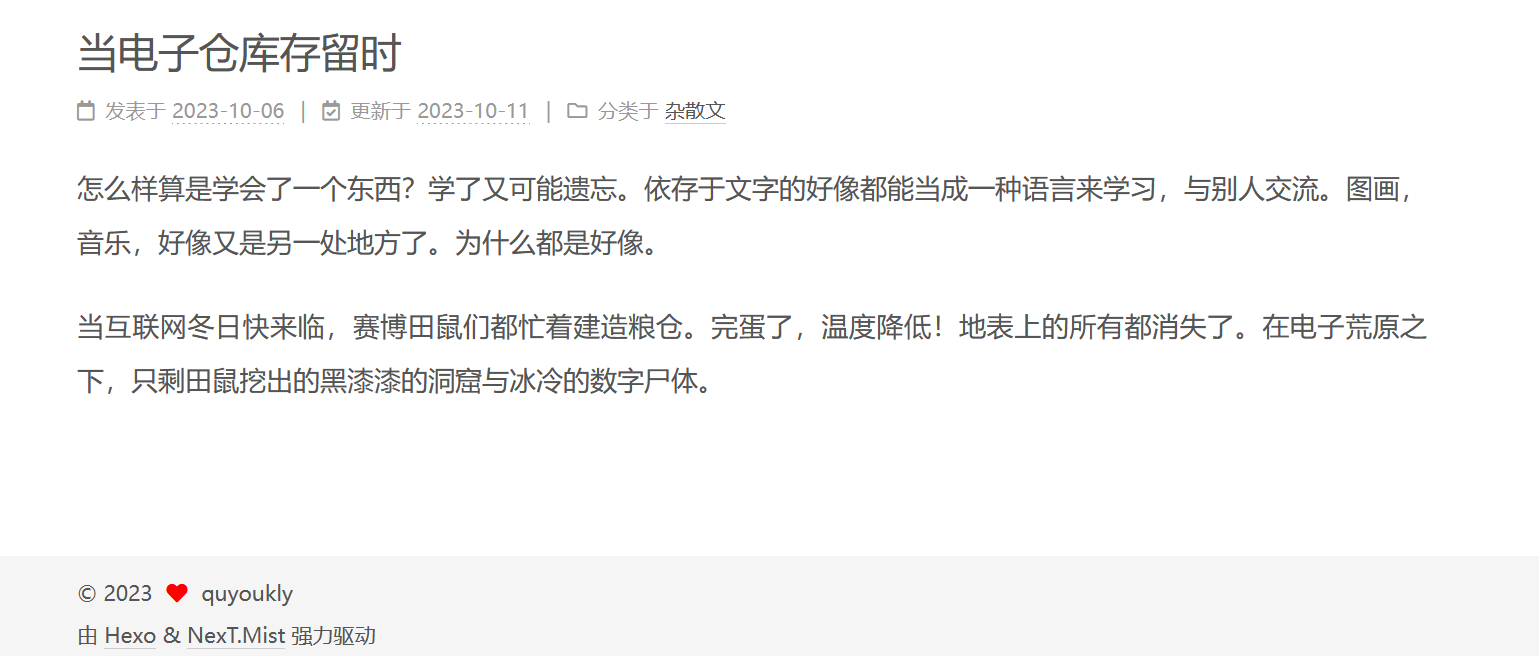 当电子仓库存留时
发表于 2023-10-06 | 更新于 2023-10-11 | 分类于 杂散文
怎么样算是学会了一个东西？学了又可能遗忘。依存于文字的好像都能当成一种语言来学习，与别人交流。图画，
音乐，好像又是另一处地方了。为什么都是好像。
当互联网冬日快来临，赛博田鼠们都忙着建造粮仓。完蛋了，温度降低！地表上的所有都消失了。在电子荒原之
下，只剩田鼠挖出的黑漆漆的洞窟与冰冷的数字尸体。
© 2023 ♥ quyoukly
由 Hexo & NexT.Mist 强力驱动